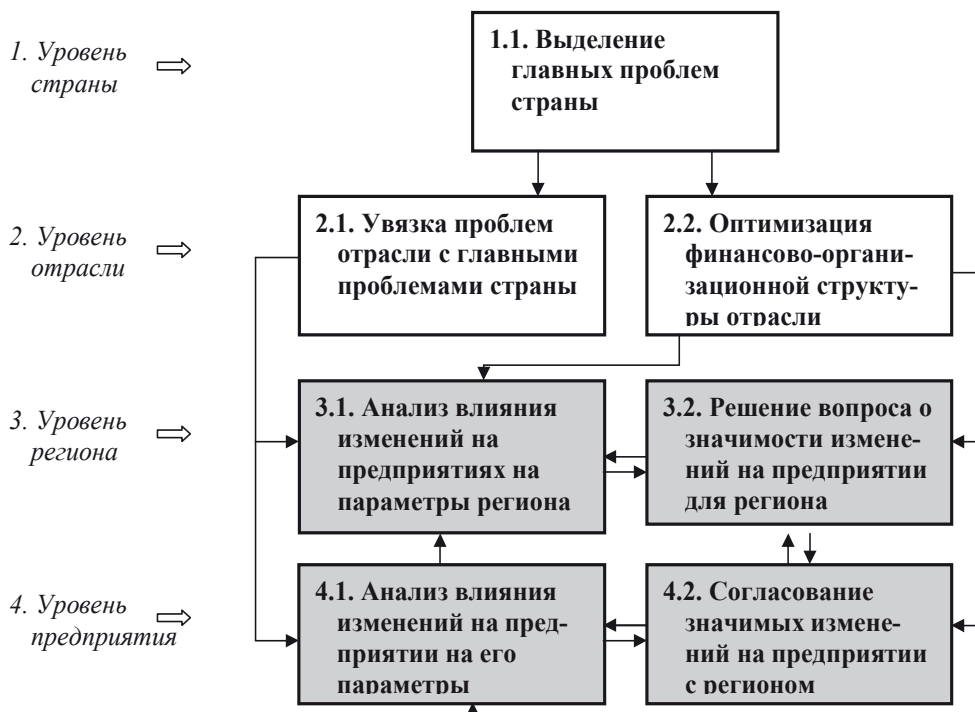 1. Уровень
страны
1.1. Выделение
главных проблем
страны
2. Уровень
отрасли
2.1. Увязка проблем
отрасли с главными
проблемами страны
2.2. Оптимизация
финансово-органи-
зационной структу-
ры отрасли
3. Уровень
региона
3.1. Анализ влияния
изменений на
предприятиях на
параметры региона
3.2. Решение вопроса о
значимости измене-
ний на предприятии
для региона
4. Уровень
предприятия
4.1. Анализ влияния
изменений на пред-
приятии на его
параметры
4.2. Согласование
значимых измене-
ний на предприятии
с регионом